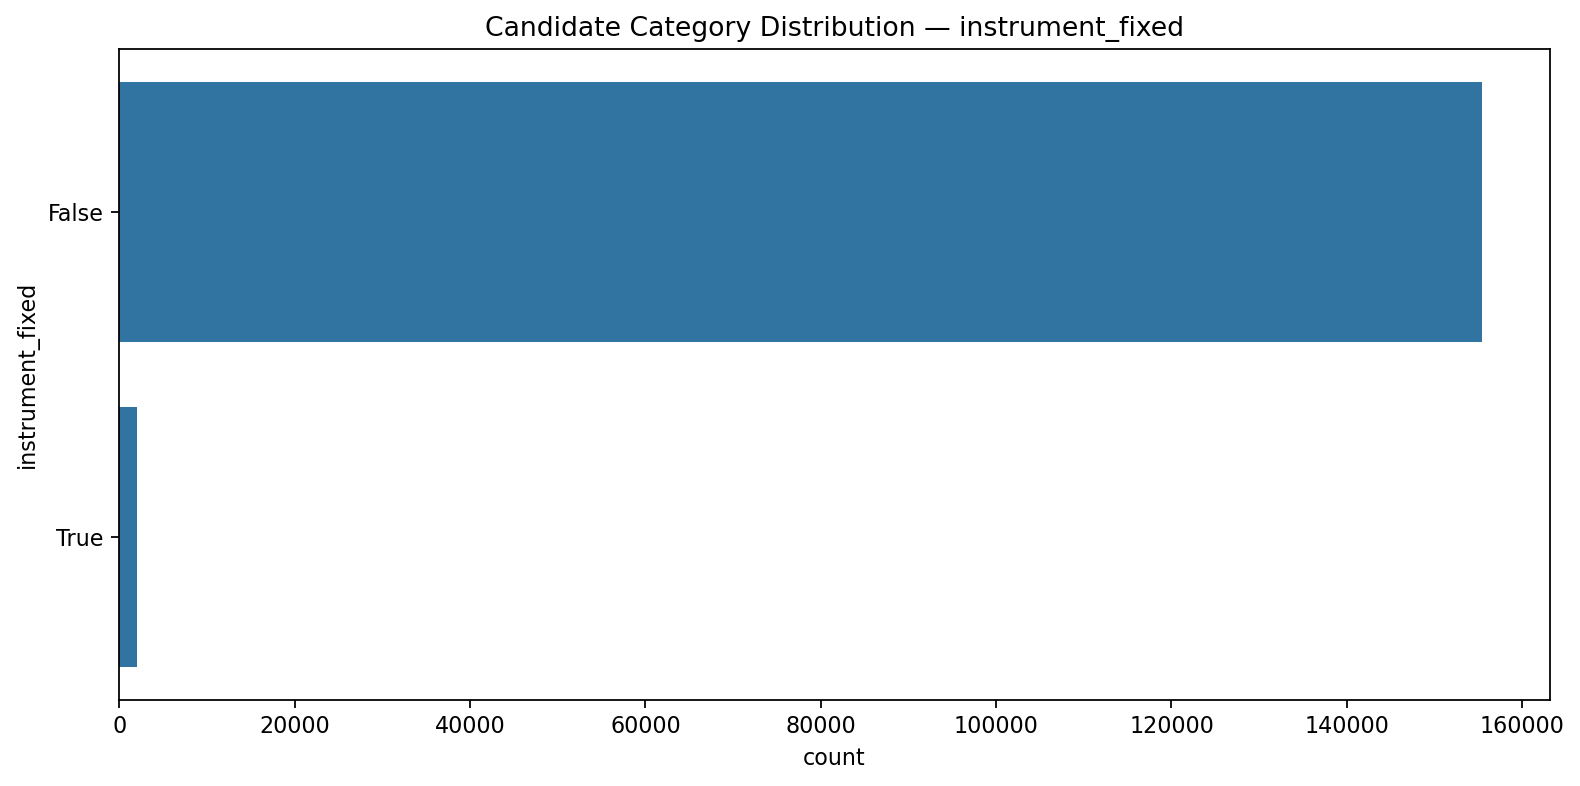 Candidate Category Distribution — instrument_fixed
instrument_fixed
False
True
0 20000 40000 60000 80000 100000 120000 140000 160000
count